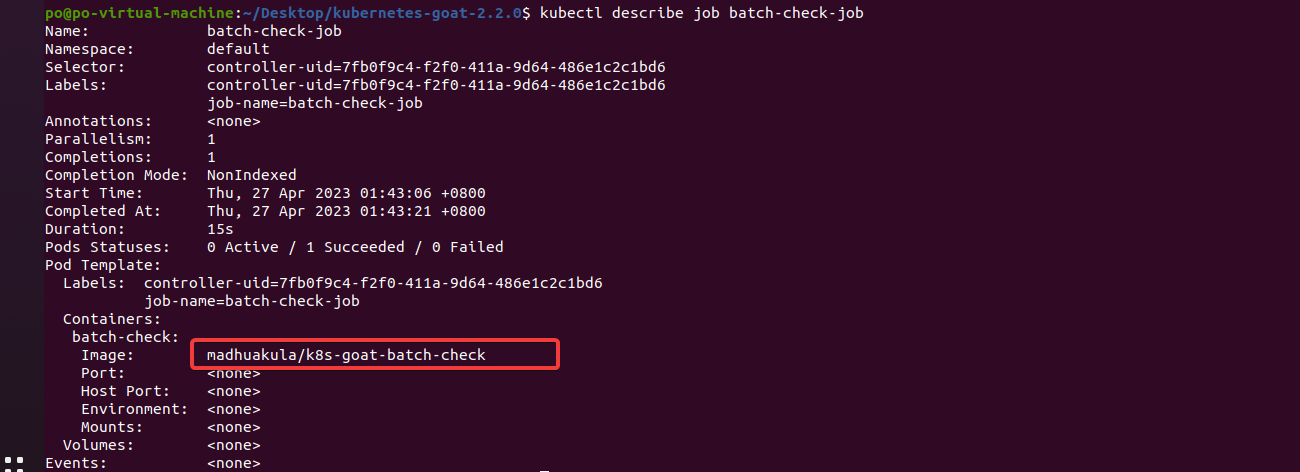 po@po-virtual-machine:~/Desktop/kubernetes-goat-2.2.0$ kubectl describe job batch-check-job
Name:             batch-check-job
Namespace:        default
Selector:         controller-uid=7fb0f9c4-f2f0-411a-9d64-486e1c2c1bd6
Labels:           controller-uid=7fb0f9c4-f2f0-411a-9d64-486e1c2c1bd6
                  job-name=batch-check-job
Annotations:      <none>
Parallelism:      1
Completions:      1
Completion Mode:  NonIndexed
Start Time:       Thu, 27 Apr 2023 01:43:06 +0800
Completed At:     Thu, 27 Apr 2023 01:43:21 +0800
Duration:         15s
Pods Statuses:    0 Active / 1 Succeeded / 0 Failed
Pod Template:
  Labels:  controller-uid=7fb0f9c4-f2f0-411a-9d64-486e1c2c1bd6
           job-name=batch-check-job
  Containers:
   batch-check:
    Image:        madhuakula/k8s-goat-batch-check
    Port:         <none>
    Host Port:    <none>
    Environment:  <none>
    Mounts:       <none>
  Volumes:        <none>
Events:           <none>